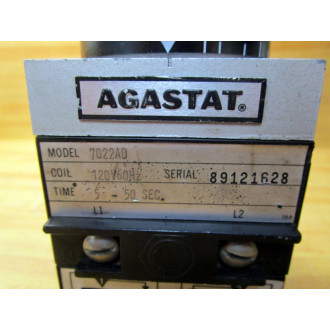 AGASTAT®
MODEL 7022AD
COIL 120V60HZ SERIAL 89121628
TIME 5 - 50 SEC.
L1 L2